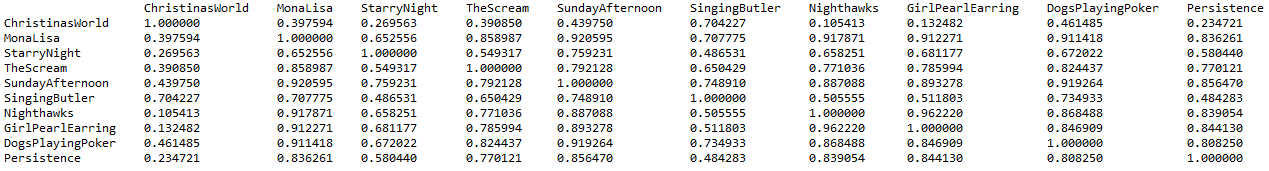 ChristinasWorld MonaLisa StarryNight TheScream SundayAfternoon SingingButler Nighthawks GirlPearlEarring DogsPlayingPoker Persistence
ChristinasWorld 1.000000 0.397594 0.269563 0.390850 0.439750 0.704227 0.105413 0.132482 0.461485 0.234721
MonaLisa 0.397594 1.000000 0.652556 0.858987 0.920595 0.707775 0.917871 0.912271 0.911418 0.836261
StarryNight 0.269563 0.652556 1.000000 0.549317 0.759231 0.486531 0.658251 0.681177 0.672022 0.580440
TheScream 0.390850 0.858987 0.549317 1.000000 0.792128 0.650429 0.771036 0.785994 0.824437 0.770121
SundayAfternoon 0.439750 0.920595 0.759231 0.792128 1.000000 0.748910 0.887088 0.893278 0.919264 0.856470
SingingButler 0.704227 0.707775 0.486531 0.650429 0.748910 1.000000 0.505555 0.511803 0.734933 0.484283
Nighthawks 0.105413 0.917871 0.658251 0.771036 0.887088 0.505555 1.000000 0.962220 0.868488 0.839054
GirlPearlEarring 0.132482 0.912271 0.681177 0.785994 0.893278 0.511803 0.962220 1.000000 0.846909 0.844130
DogsPlayingPoker 0.461485 0.911418 0.672022 0.824437 0.919264 0.734933 0.868488 0.846909 1.000000 0.808250
Persistence 0.234721 0.836261 0.580440 0.770121 0.856470 0.484283 0.839054 0.844130 0.808250 1.000000